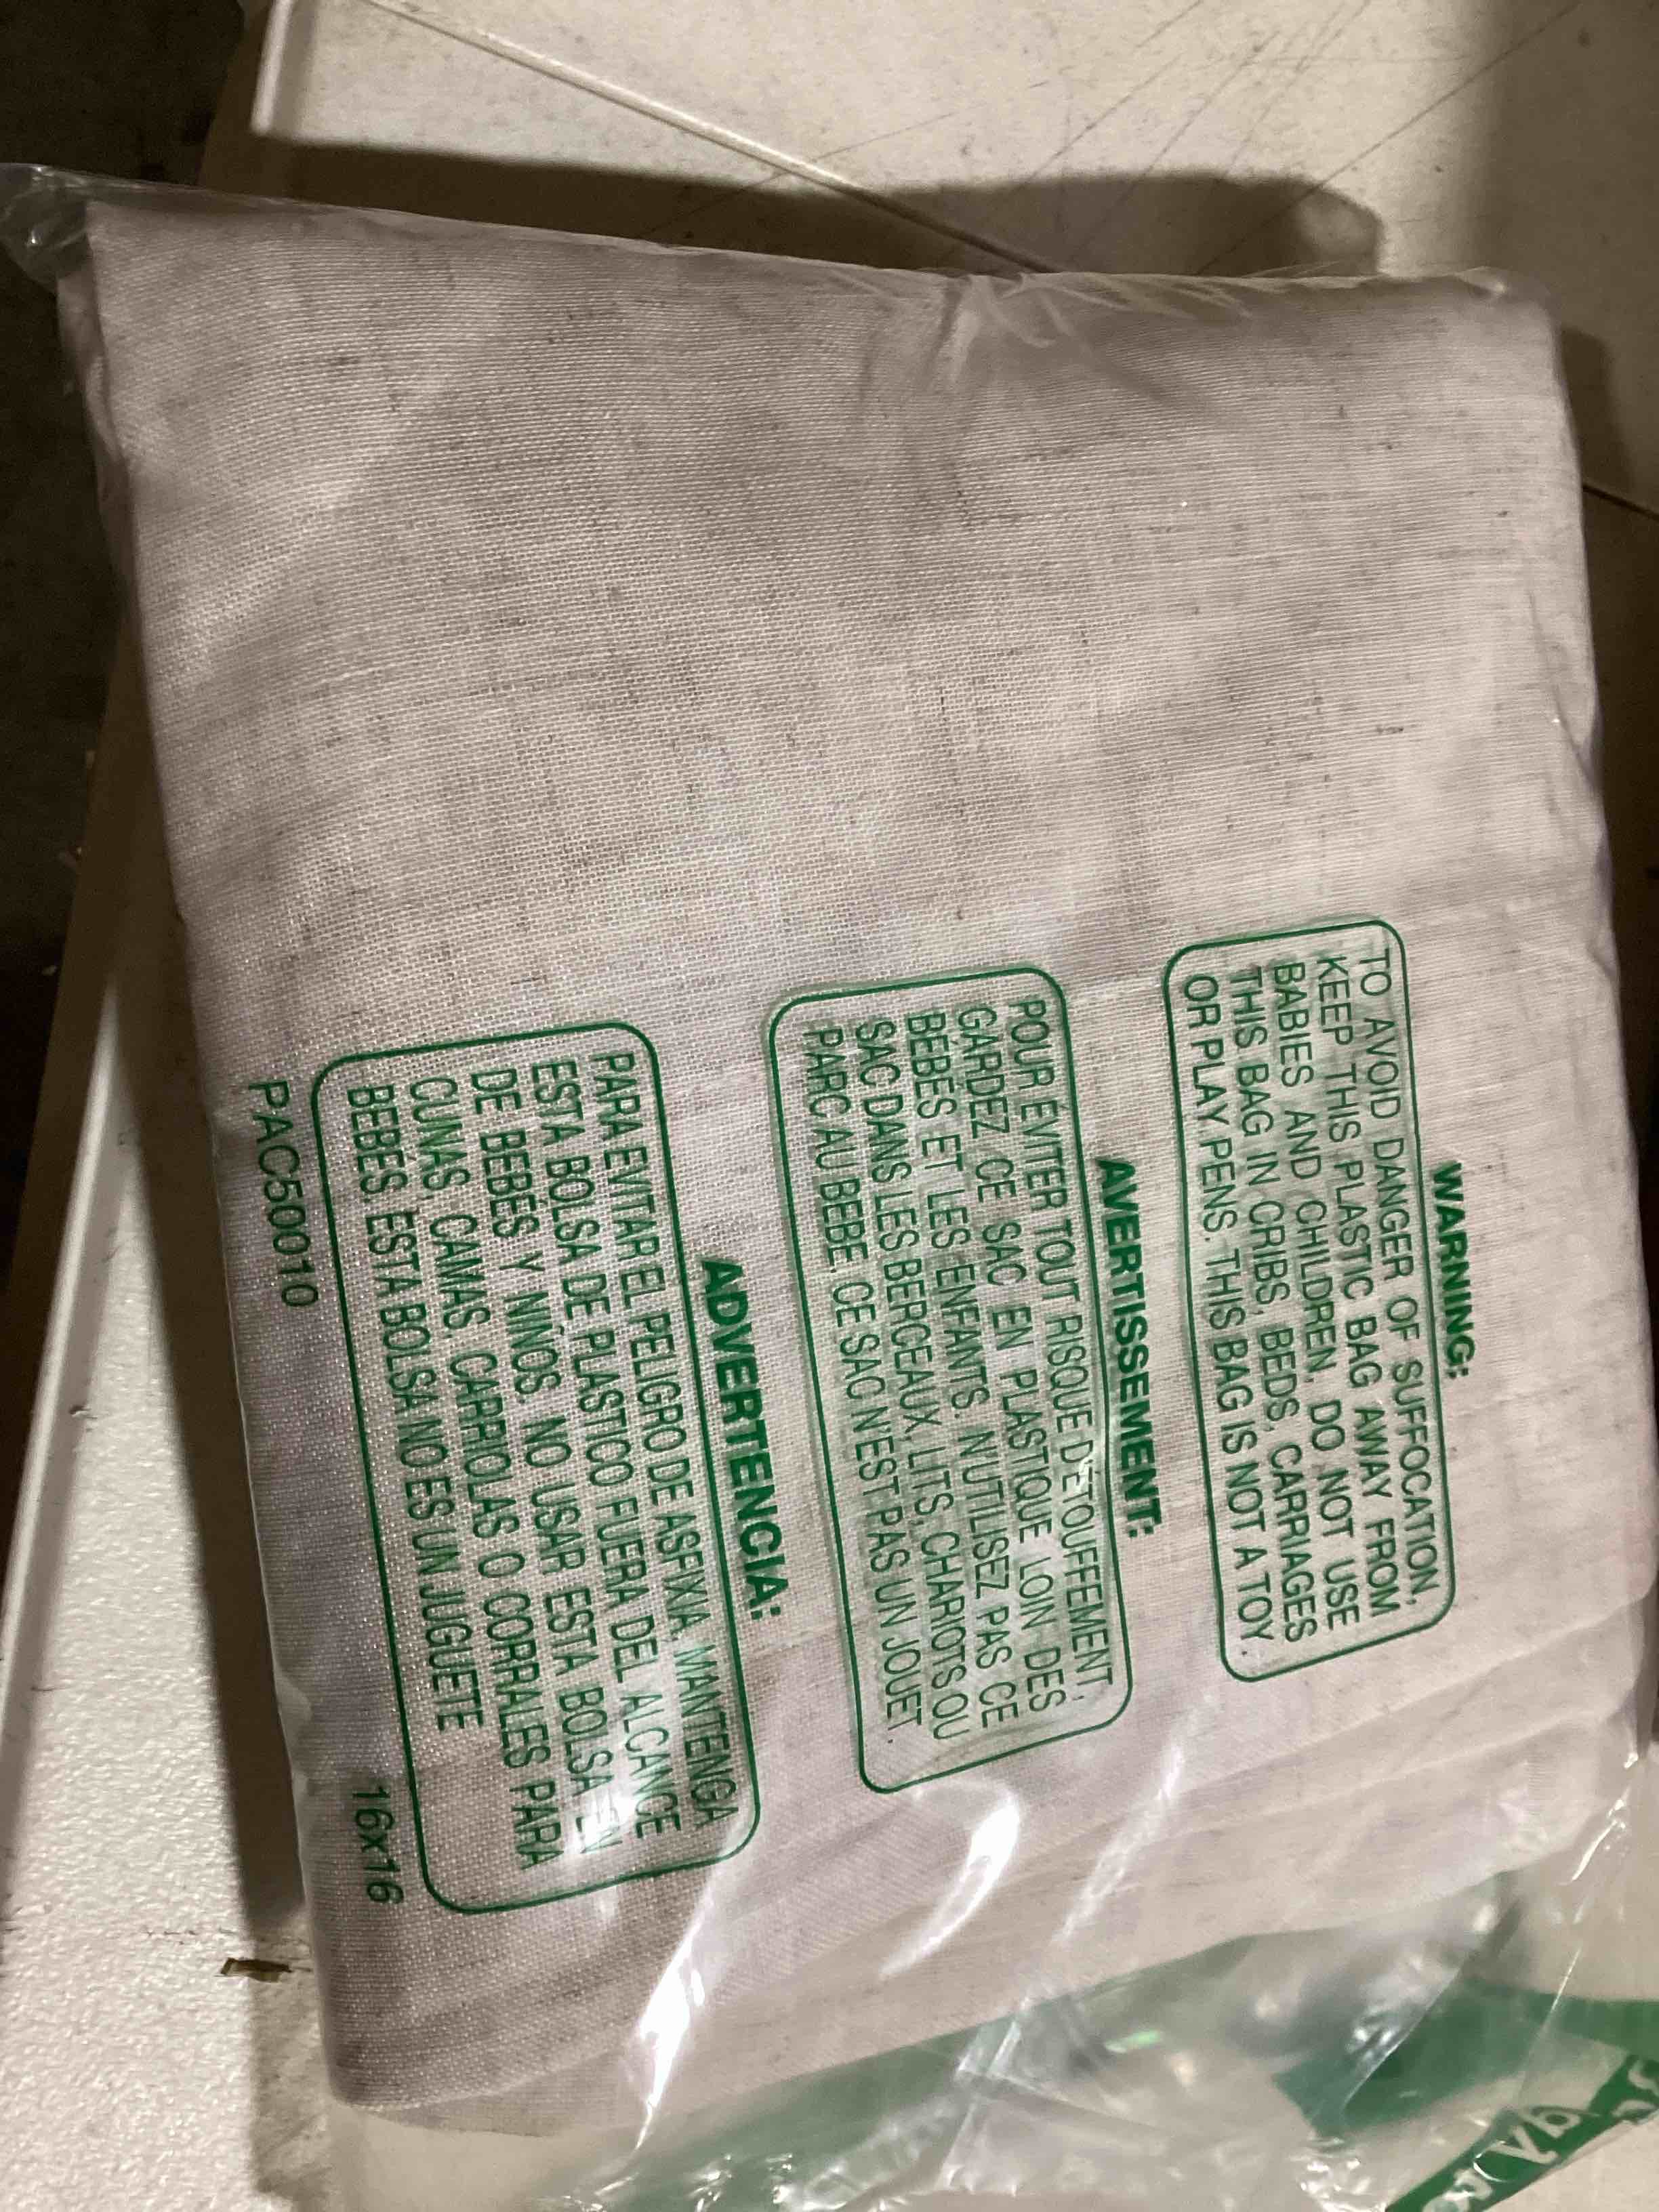 WARNING:
TO AVOID DANGER OF SUFFOCATION,
KEEP THIS PLASTIC BAG AWAY FROM
BABIES AND CHILDREN. DO NOT USE
THIS BAG IN CRIBS, BEDS, CARRIAGES
OR PLAY PENS. THIS BAG IS NOT A TOY.
AVERTISSEMENT:
POUR ÉVITER TOUT RISQUE D'ÉTOUFFEMENT,
GARDEZ CE SAC EN PLASTIQUE LOIN DES
BÉBÉS ET LES ENFANTS. N'UTILISEZ PAS CE
SAC DANS LES BERCEAUX, LITS, CHARIOTS OU
PARC AU BEBE CE SAC N'EST PAS UN JOUET.
ADVERTENCIA:
PARA EVITAR EL PELIGRO DE ASFIXIA, MANTENGA
ESTA BOLSA DE PLASTICO FUERA DEL ALCANCE
DE BEBÉS Y NIÑOS. NO USAR ESTA BOLSA EN
CUNAS, CAMAS, CARRIOLAS O CORRALES PARA
BEBÉS. ESTA BOLSA NO ES UN JUGUETE
PAC500010
16x16